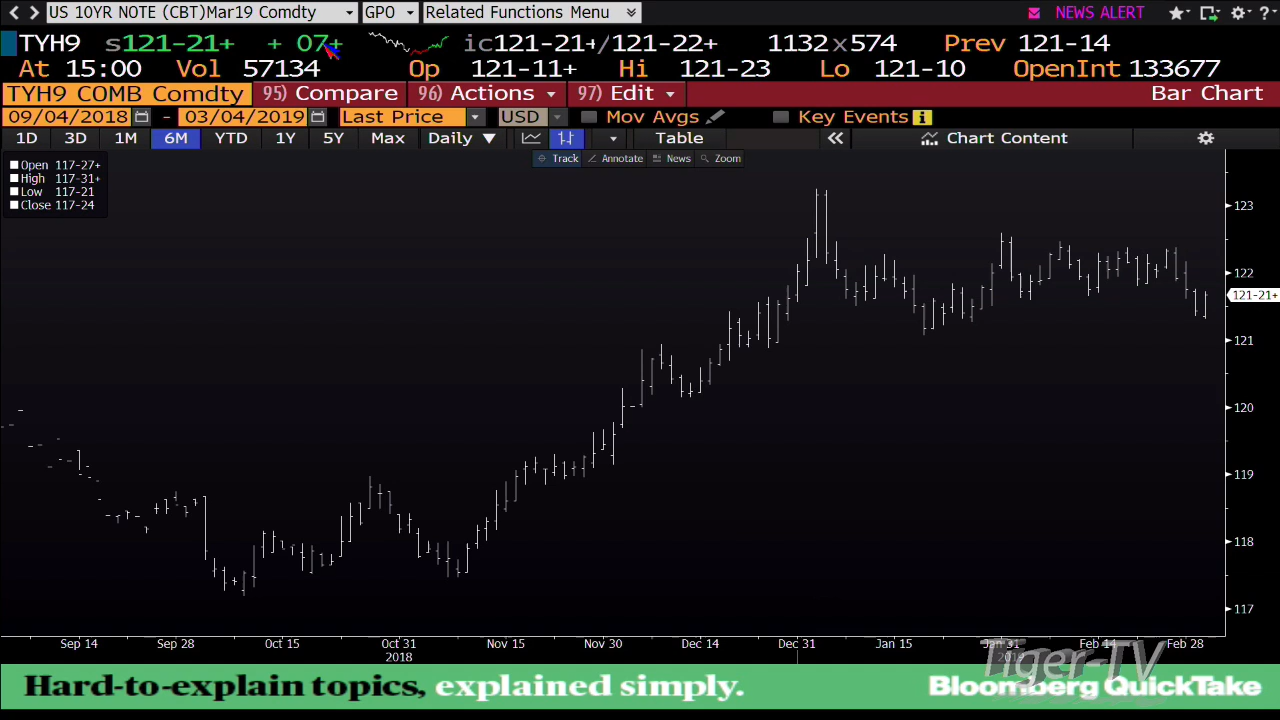 US 10YR NOTE (CBT)Mar19 Comdty GPO Related Functions Menu NEWS ALERT
TYH9 s121-21+ + 07+ ic121-21+/121-22+ 1132x574 Prev 121-14
At 15:00 Vol 57134 Op 121-11+ Hi 121-23 Lo 121-10 OpenInt 133677
TYH9 COMB Comdty 95) Compare 96) Actions 97) Edit Bar Chart
09/04/2018 - 03/04/2019 Last Price USD Mov Avgs Key Events
1D 3D 1M 6M YTD 1Y 5Y Max Daily Table Chart Content
Track Annotate News Zoom
Open 117-27+
High 117-31+
Low 117-21
Close 117-24
123
122
121-21+
121
120
119
118
117
Sep 14 Sep 28 Oct 15 Oct 31 Nov 15 Nov 30 Dec 14 Dec 31 Jan 15 Jan 31 Feb 14 Feb 28
2018 2019
Tiger-TV
Hard-to-explain topics, explained simply. Bloomberg QuickTake